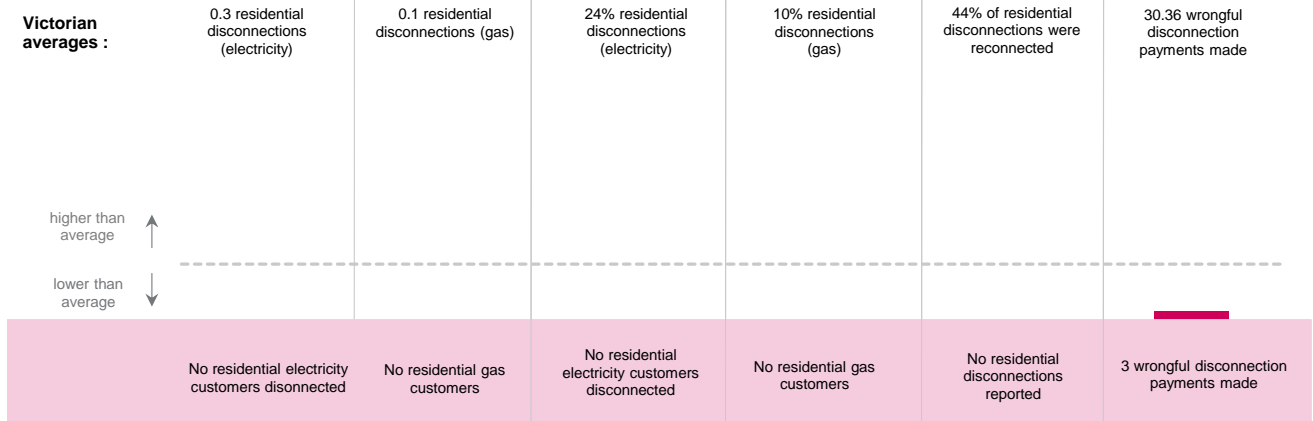 Victorian
averages :
0.3 residential
disconnections
(electricity)
0.1 residential
disconnections (gas)
24% residential
disconnections
(electricity)
10% residential
disconnections
(gas)
44% of residential
disconnections were
reconnected
30.36 wrongful
disconnection
payments made
higher than
average
lower than
average
No residential electricity
customers disonnected
No residential gas
customers
No residential
electricity customers
disconnected
No residential gas
customers
No residential
disconnections
reported
3 wrongful disconnection
payments made